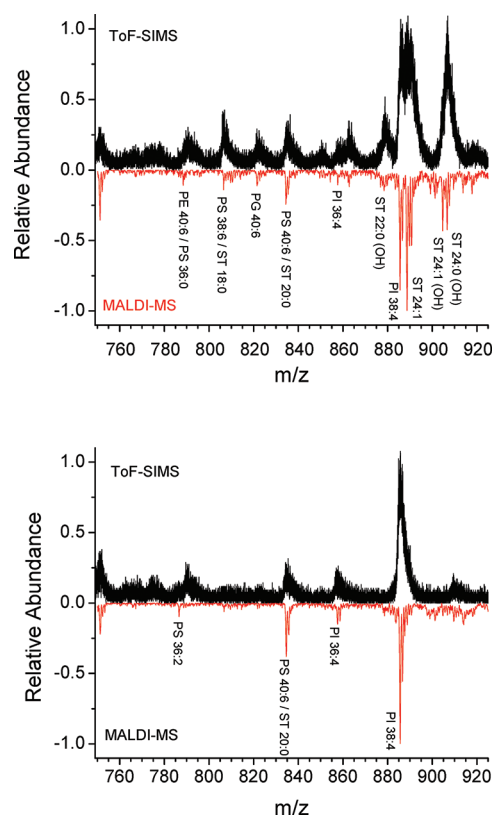 ToF-SIMS
1.0
0.5
0.0
-0.5
-1.0
Relative Abundance
PE 40:6 / PS 36:0
PS 38:6 / ST 18:0
PG 40:6
PS 40:6 / ST 20:0
PI 36:4
ST 22:0 (OH)
PI 38:4
ST 24:1
ST 24:1 (OH)
ST 24:0 (OH)
MALDI-MS
760 780 800 820 840 860 880 900 920
m/z
ToF-SIMS
1.0
0.5
0.0
-0.5
-1.0
Relative Abundance
PS 36:2
PS 40:6 / ST 20:0
PI 36:4
PI 38:4
MALDI-MS
760 780 800 820 840 860 880 900 920
m/z